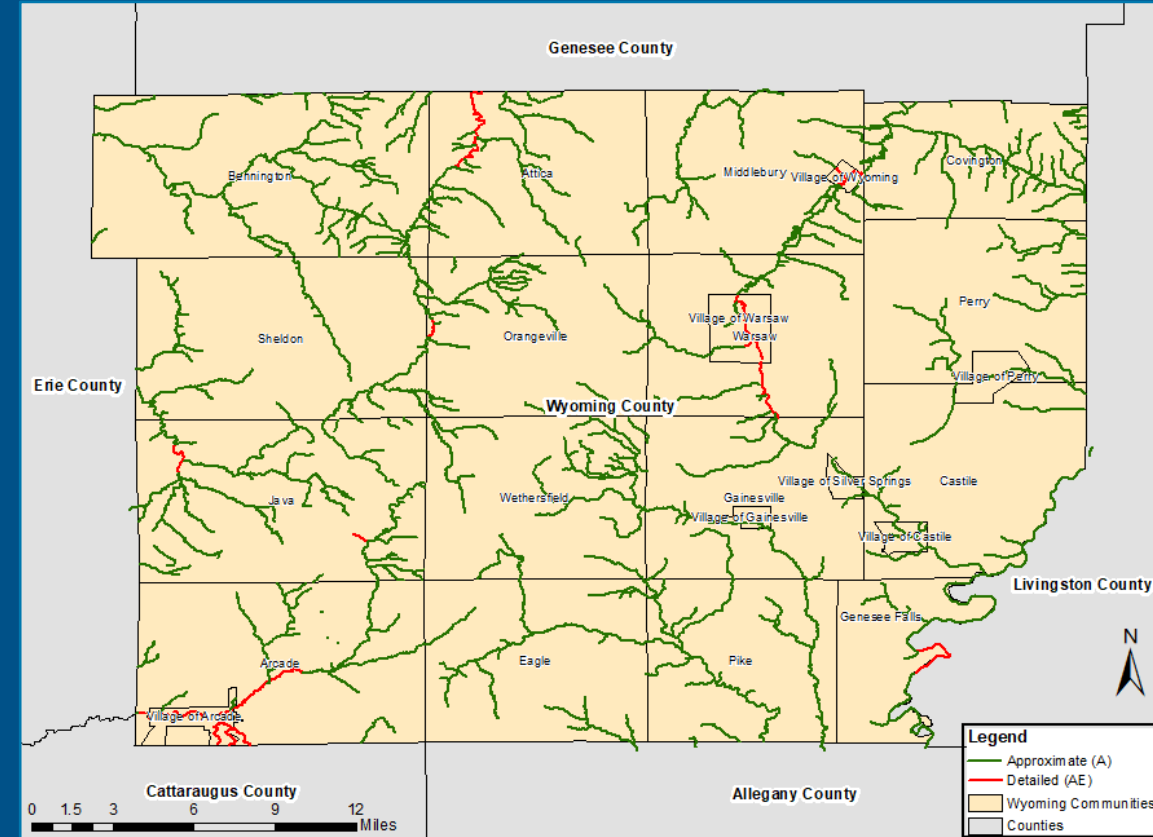 Genesee County
Bennington
Attica
Middlebury
Village of Wyoming
Covington
Sheldon
Orangeville
Village of Warsaw
Warsaw
Perry
Village of Perry
Erie County
Wyoming County
Java
Wethersfield
Gainesville
Village of Gainesville
Village of Silver Springs
Castile
Village of Castile
Livingston County
Genesee Falls
Arcade
Eagle
Pike
Village of Arcade
N
Cattaraugus County
Allegany County
0 1.5 3 6 9 12
Miles
Legend
Approximate (A)
Detailed (AE)
Wyoming Communities
Counties